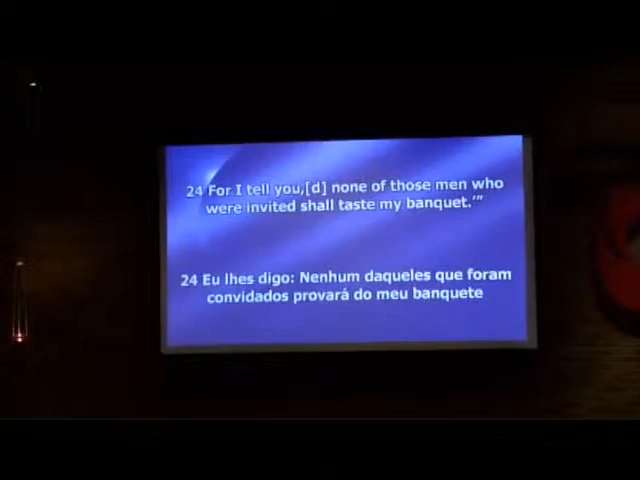 24 For I tell you,[d] none of those men who
were invited shall taste my banquet.'"
24 Eu lhes digo: Nenhum daqueles que foram
convidados provará do meu banquete